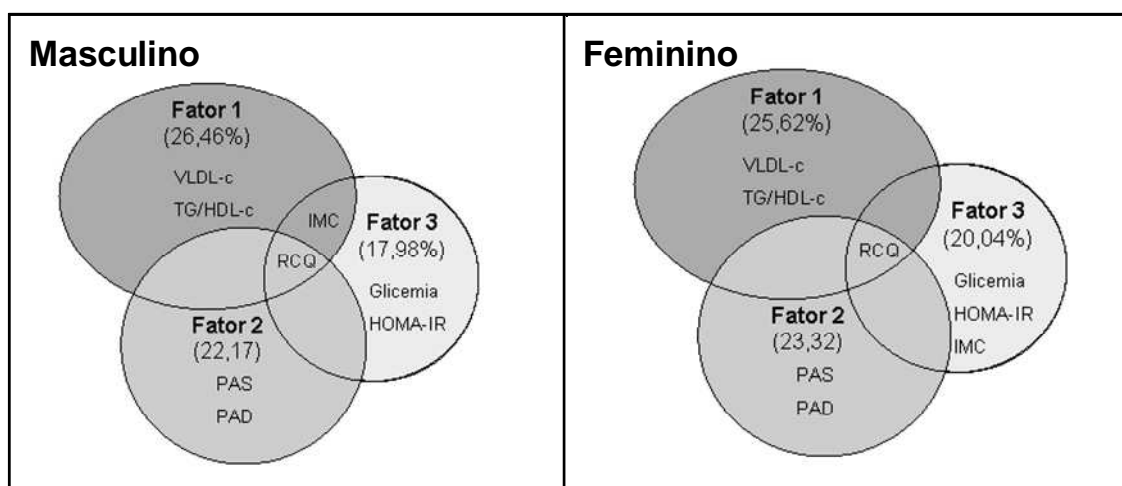 Masculino
Fator 1
(26,46%)
VLDL-c
TG/HDL-c
IMC
Fator 3
(17,98%)
RCQ
Glicemia
HOMA-IR
Fator 2
(22,17)
PAS
PAD
Feminino
Fator 1
(25,62%)
VLDL-c
TG/HDL-c
Fator 3
(20,04%)
RCQ
Glicemia
HOMA-IR
IMC
Fator 2
(23,32)
PAS
PAD